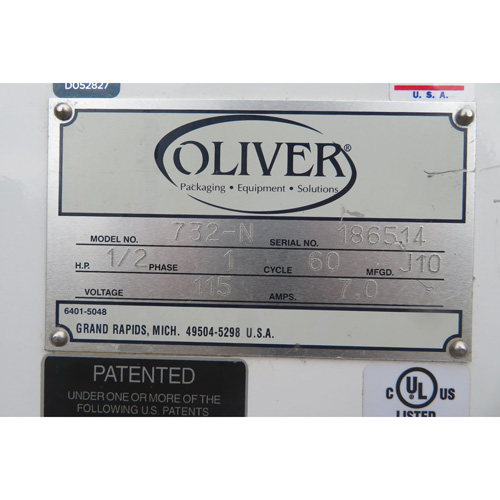 DOS2827
U. S. A.
OLIVER®
Packaging • Equipment • Solutions
MODEL NO. 732-N SERIAL NO. 186514
H.P. 1/2 PHASE 1 CYCLE 60 MFGD. J10
VOLTAGE 115 AMPS. 7.0
6401-5048
GRAND RAPIDS, MICH. 49504-5298 U.S.A.
PATENTED
UNDER ONE OR MORE OF THE
FOLLOWING U.S. PATENTS
C UL US
LISTED